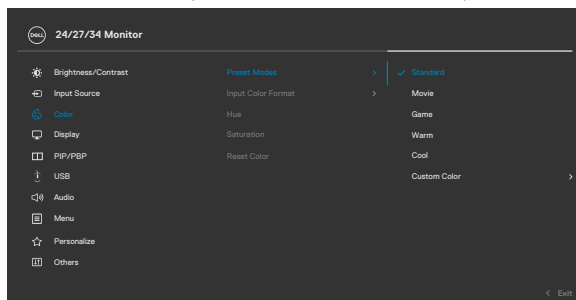 DELL 24/27/34 Monitor
Brightness/Contrast Preset Modes > ✓ Standard
Input Source Input Color Format > Movie
Color Hue Game
Display Saturation Warm
PIP/PBP Reset Color Cool
USB Custom Color >
Audio
Menu
Personalize
Others
< Exit